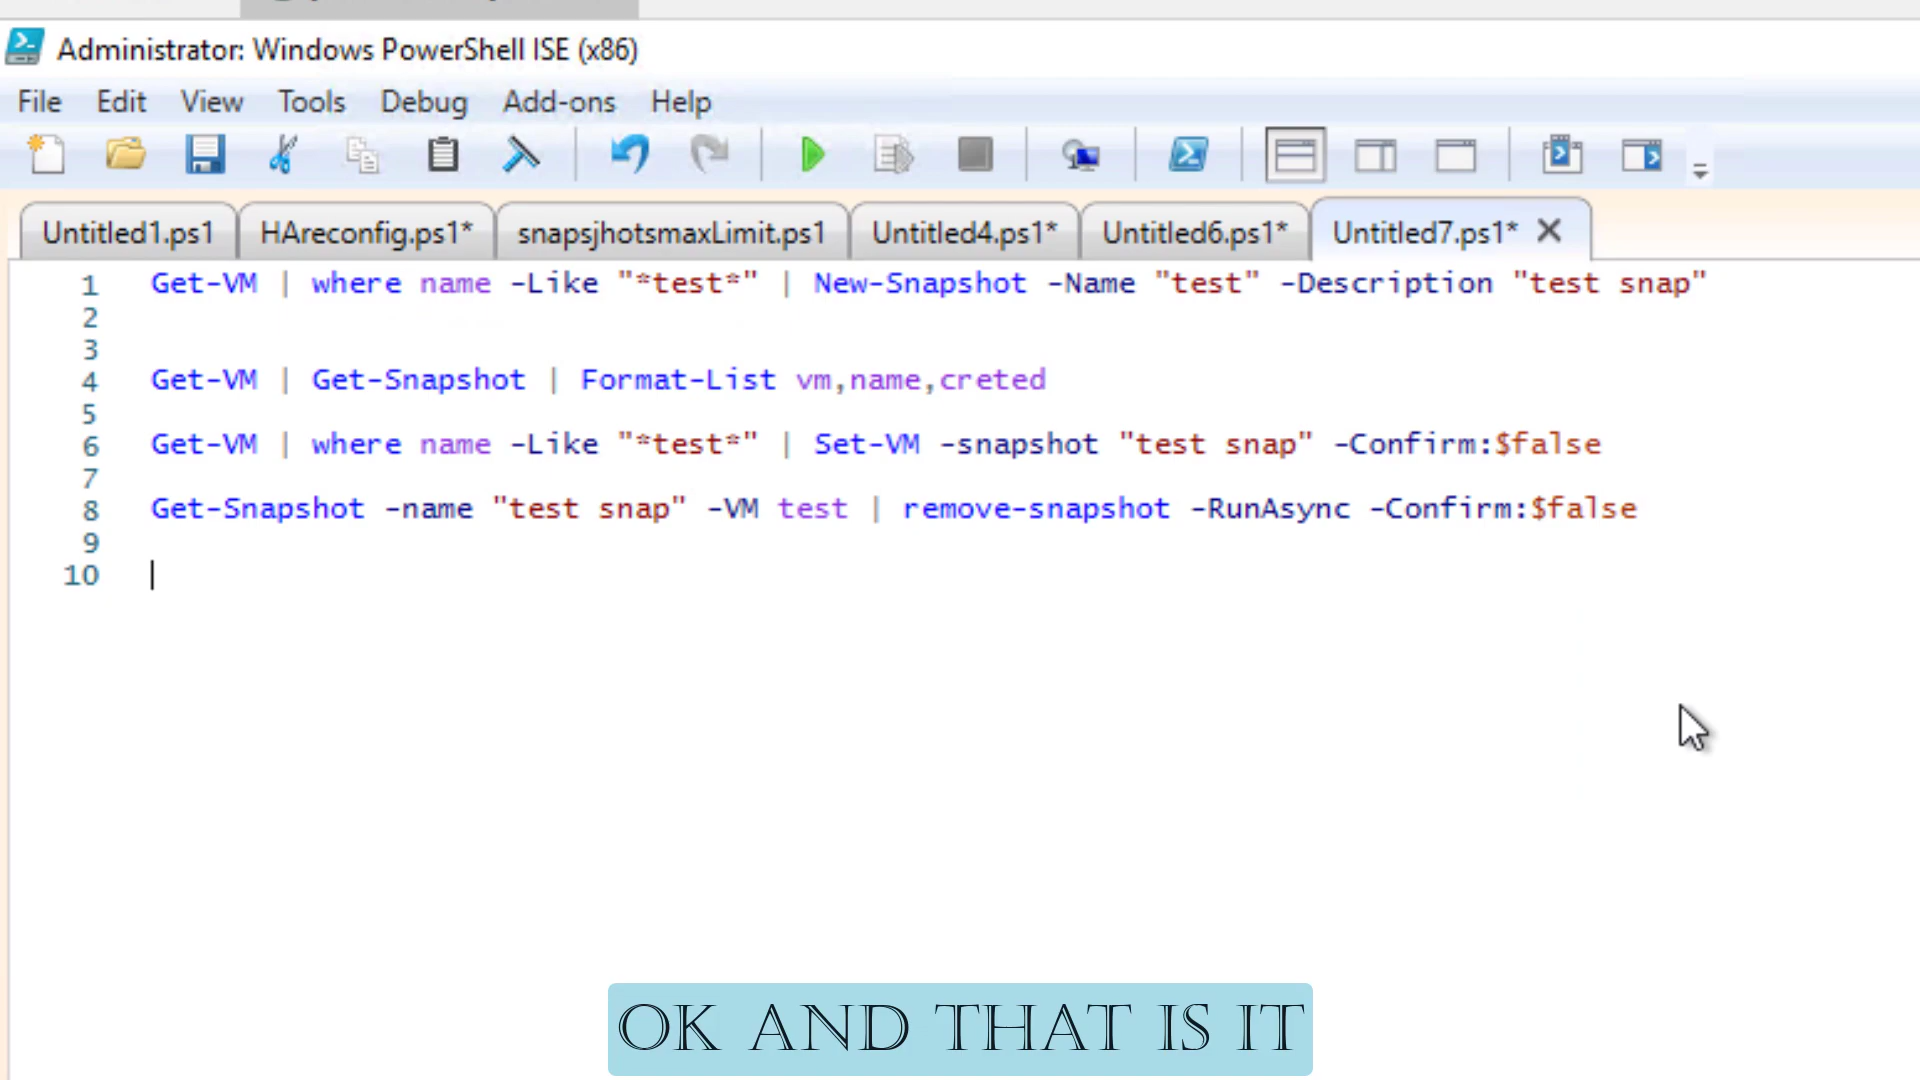 Administrator: Windows PowerShell ISE (x86)
File Edit View Tools Debug Add-ons Help
Untitled1.ps1 HAreconfig.ps1* snapsjhotsmaxLimit.ps1 Untitled4.ps1* Untitled6.ps1* Untitled7.ps1*
1 Get-VM | where name -Like "*test*" | New-Snapshot -Name "test" -Description "test snap"
2
3
4 Get-VM | Get-Snapshot | Format-List vm,name,creted
5
6 Get-VM | where name -Like "*test*" | Set-VM -snapshot "test snap" -Confirm:$false
7
8 Get-Snapshot -name "test snap" -VM test | remove-snapshot -RunAsync -Confirm:$false
9
10
OK AND THAT IS IT